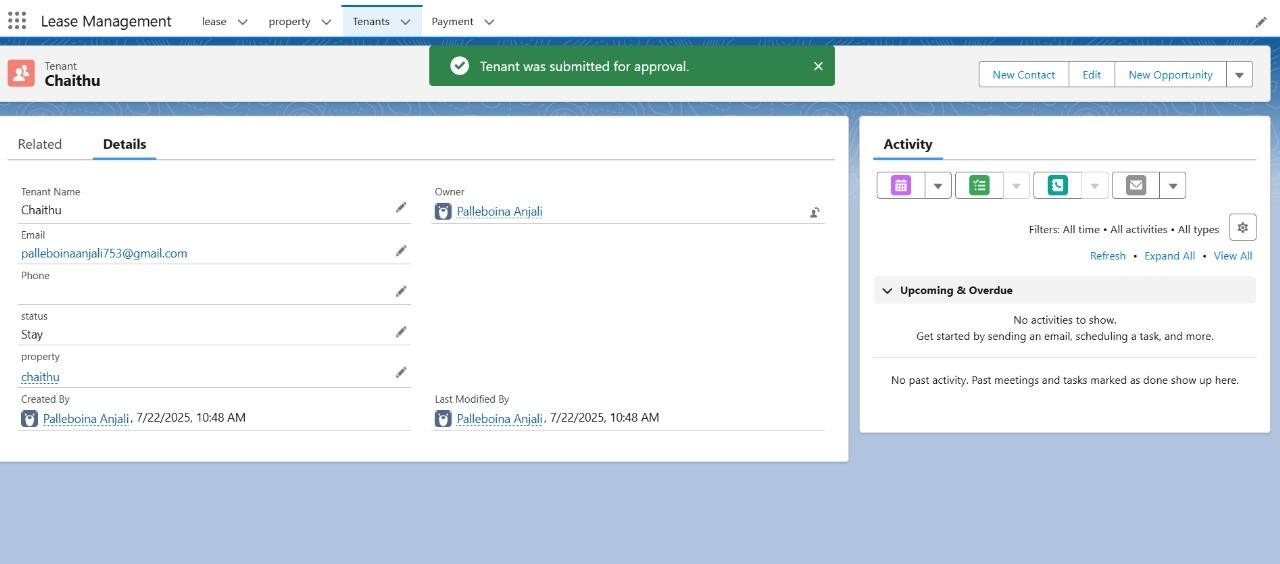 Lease Management lease property Tenants Payment
Tenant was submitted for approval.
Tenant
Chaithu
New Contact Edit New Opportunity
Related Details
Tenant Name
Chaithu
Owner
Palleboina Anjali
Email
palleboinaanjali753@gmail.com
Phone
status
Stay
property
chaithu
Created By
Palleboina Anjali, 7/22/2025, 10:48 AM
Last Modified By
Palleboina Anjali, 7/22/2025, 10:48 AM
Activity
Filters: All time • All activities • All types
Refresh • Expand All • View All
Upcoming & Overdue
No activities to show.
Get started by sending an email, scheduling a task, and more.
No past activity. Past meetings and tasks marked as done show up here.